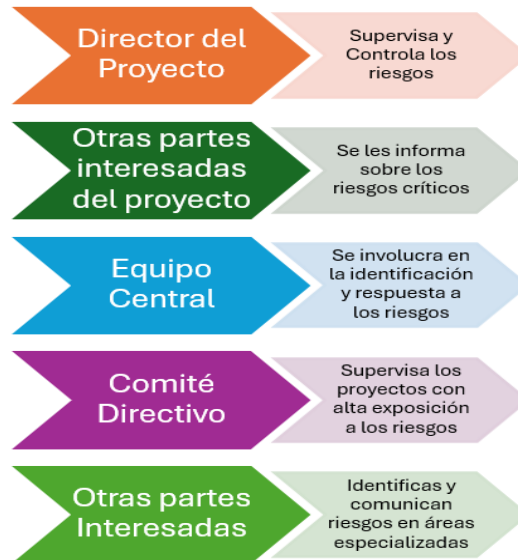 Director del
Proyecto
Supervisa y
Controla los
riesgos
Otras partes
interesadas
del proyecto
Se les informa
sobre los
riesgos críticos
Equipo
Central
Se involucra en
la identificación
y respuesta a
los riesgos
Comité
Directivo
Supervisa los
proyectos con
alta exposición
a los riesgos
Otras partes
Interesadas
Identificas y
comunican
riesgos en áreas
especializadas